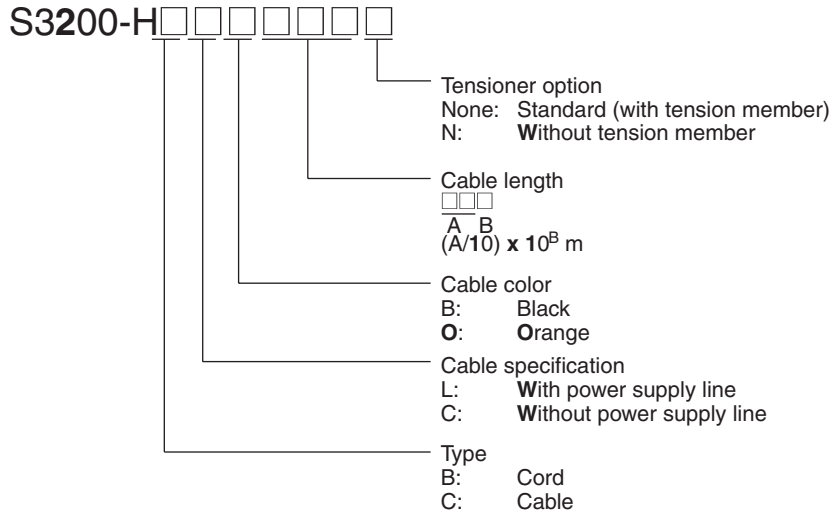 S3200-H□□□□□□□
Tensioner option
None: Standard (with tension member)
N: Without tension member
Cable length
□□□
A B
(A/10) x 10ᴮ m
Cable color
B: Black
O: Orange
Cable specification
L: With power supply line
C: Without power supply line
Type
B: Cord
C: Cable